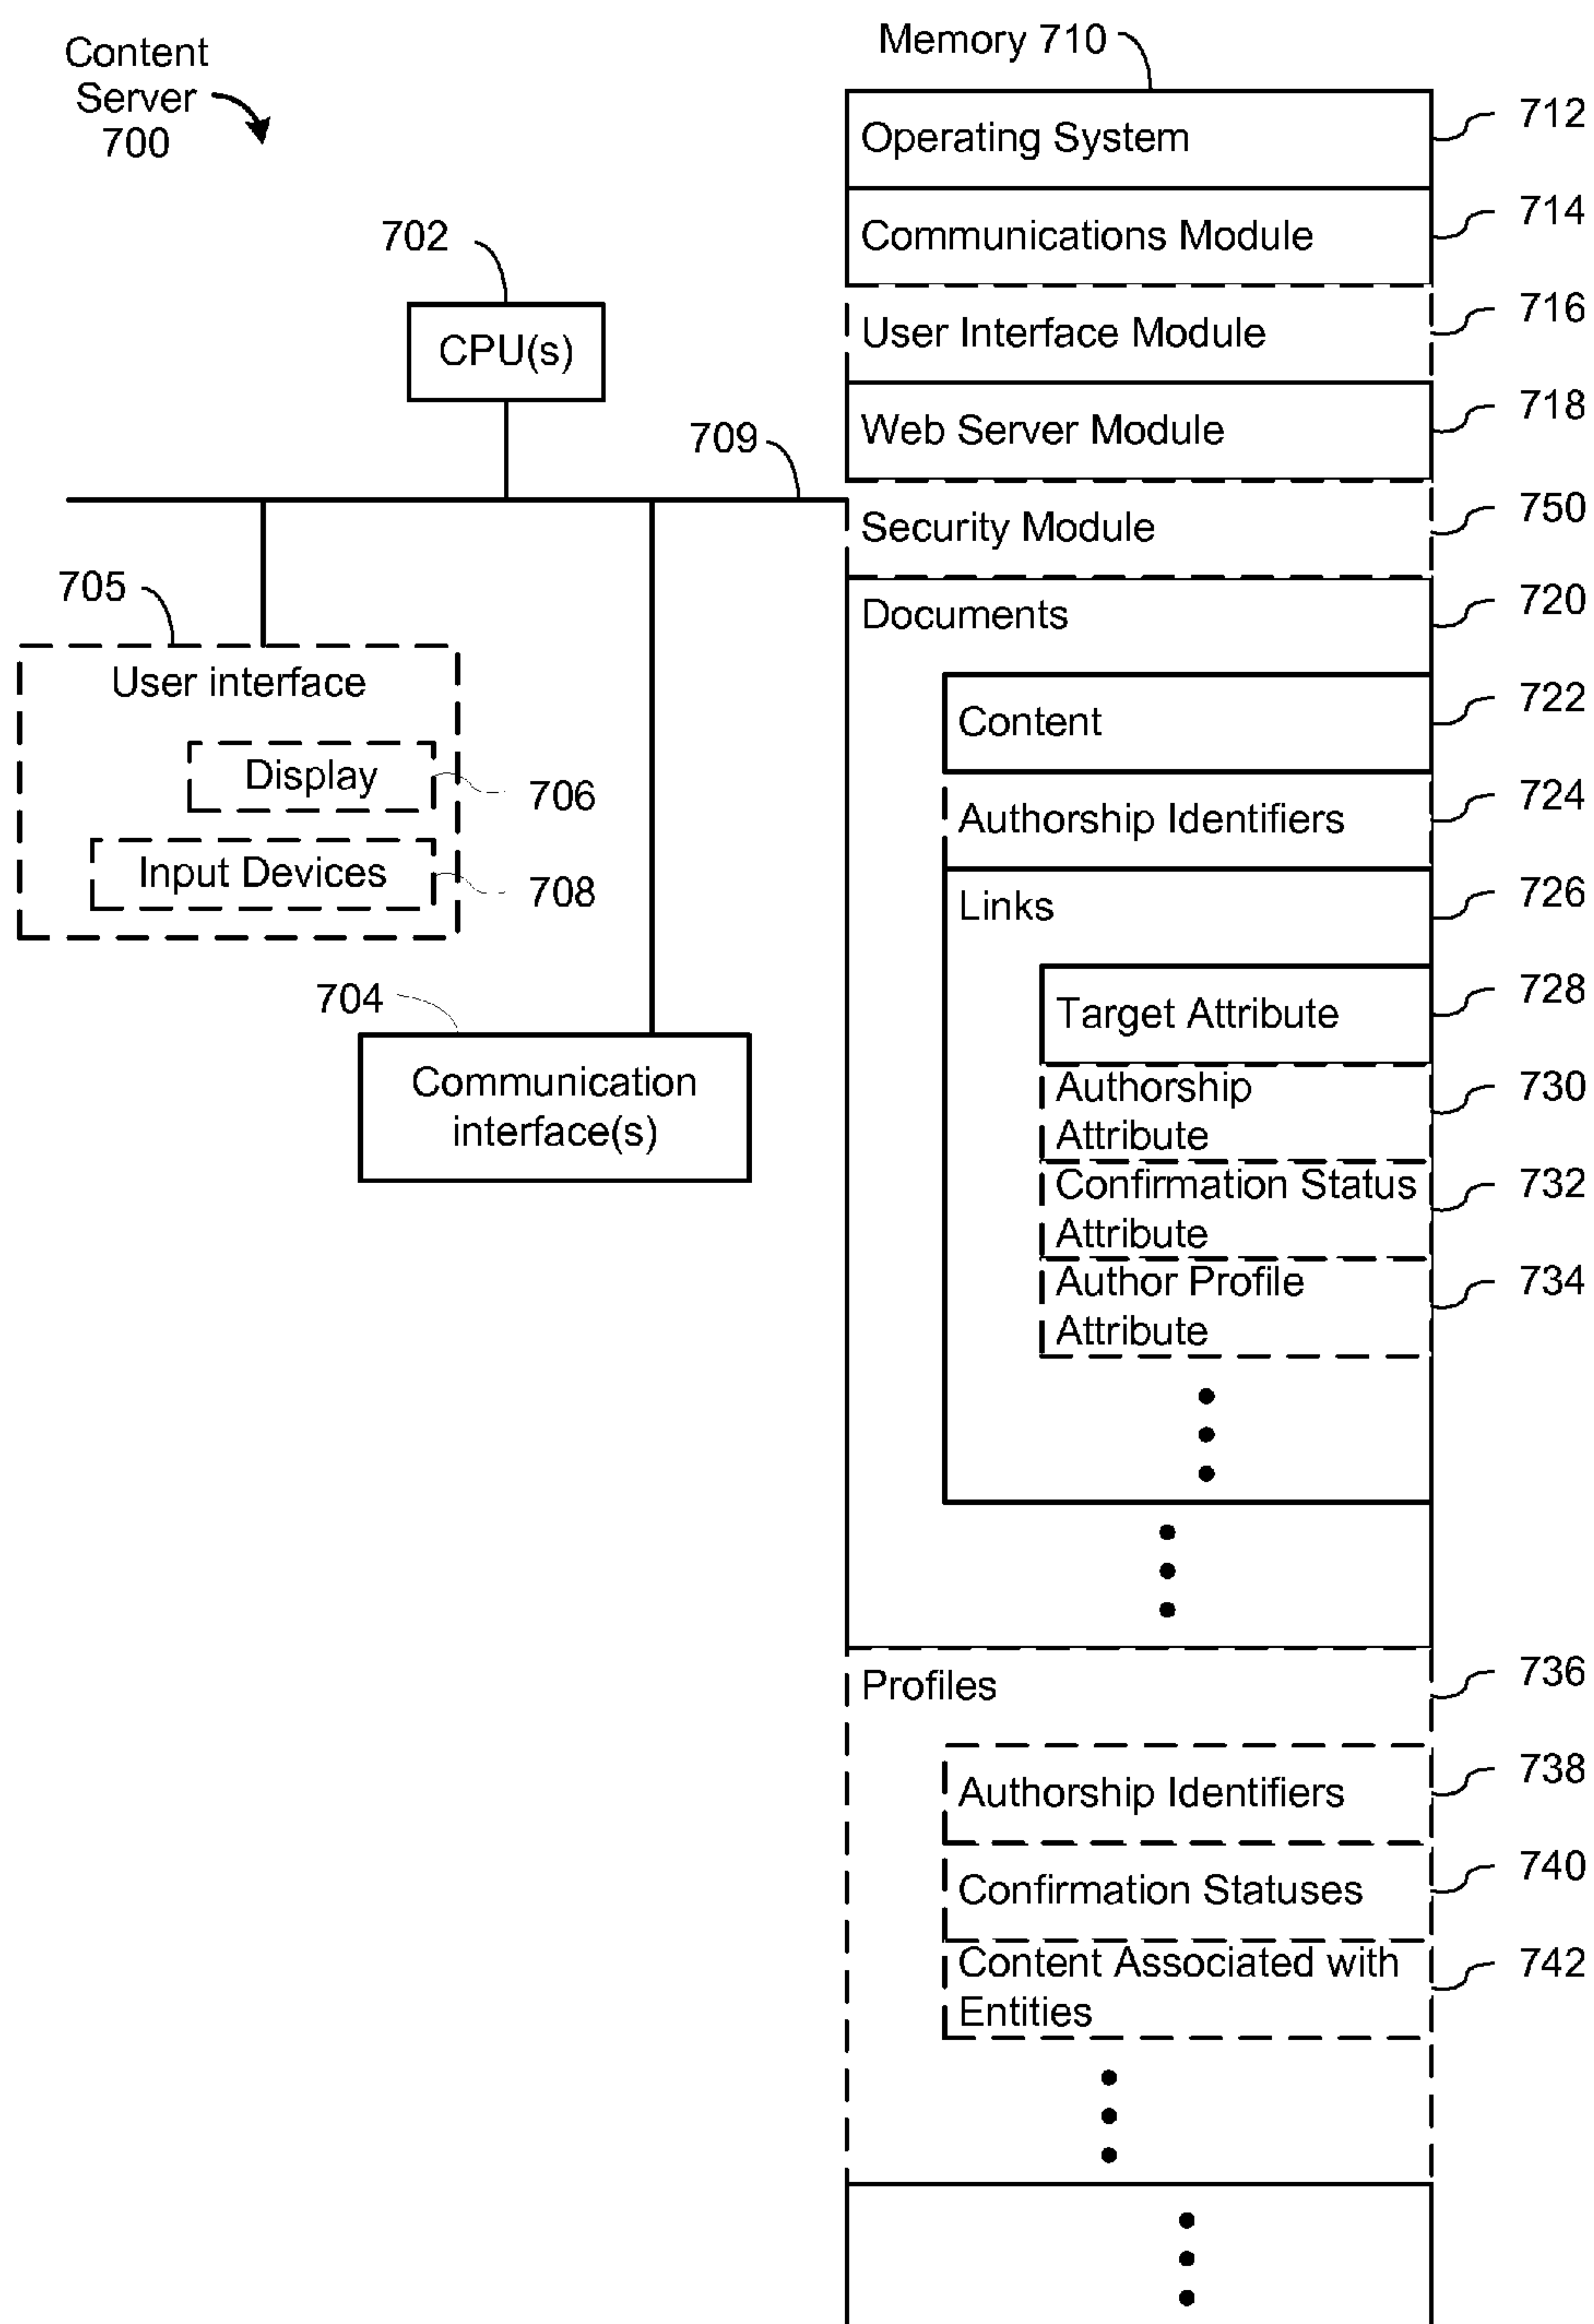 Content
Server
700
Memory 710
Operating System
712
Communications Module
714
702
User Interface Module
716
CPU(s)
Web Server Module
718
709
Security Module
750
705
Documents
720
User interface
Content
722
Display
706
Authorship Identifiers
724
Input Devices
708
Links
726
704
Target Attribute
728
Communication
interface(s)
Authorship
Attribute
730
Confirmation Status
Attribute
732
Author Profile
Attribute
734
Profiles
736
Authorship Identifiers
738
Confirmation Statuses
740
Content Associated with
Entities
742